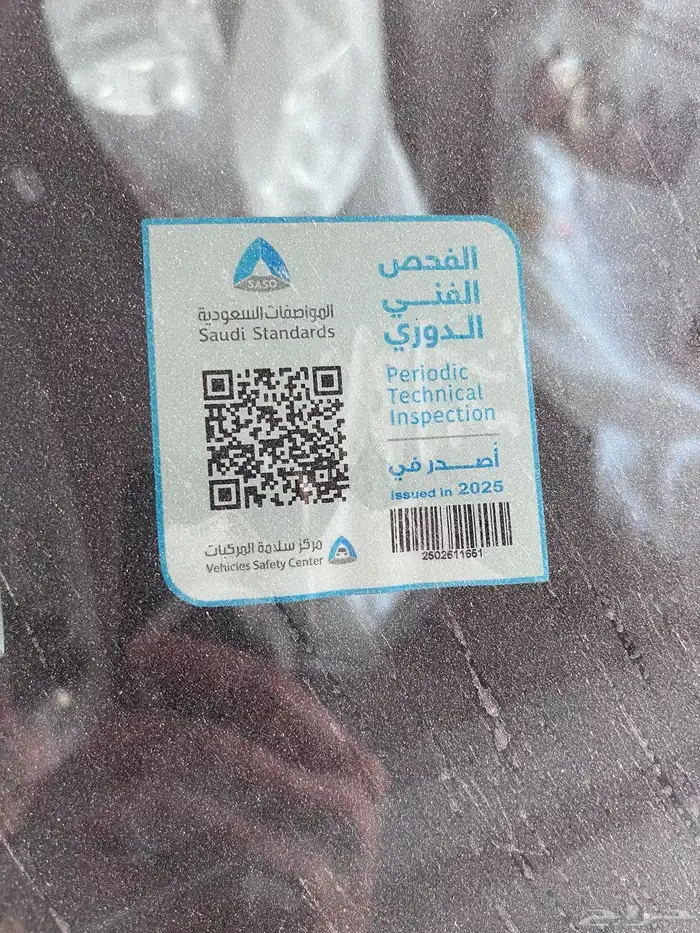 SASO
المواصفات السعودية
Saudi Standards
الفحص
الفني
الدوري
Periodic
Technical
Inspection
أصدر في
Issued in 2025
2502611661
مركز سلامة المركبات
Vehicles Safety Center
حراج